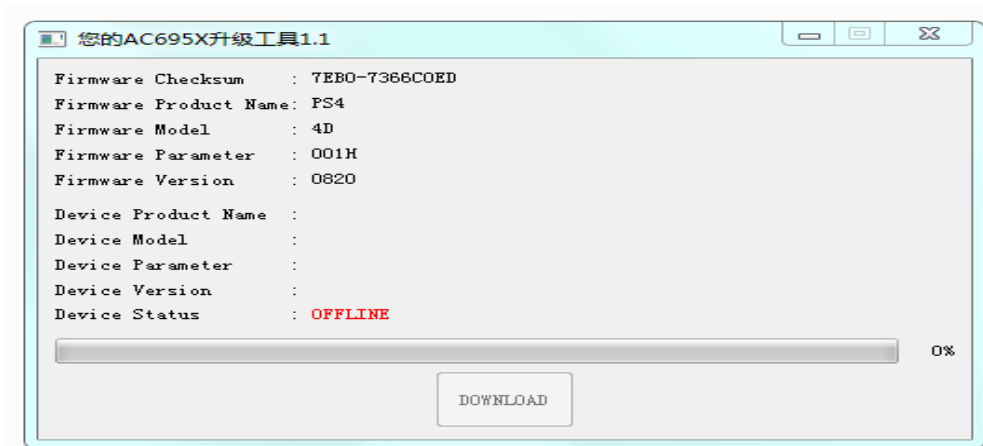 您的AC695X升级工具1.1
Firmware Checksum : 7EB0-7366C0ED
Firmware Product Name: PS4
Firmware Model : 4D
Firmware Parameter : 001H
Firmware Version : 0820
Device Product Name :
Device Model :
Device Parameter :
Device Version :
Device Status : OFFLINE
0%
DOWNLOAD